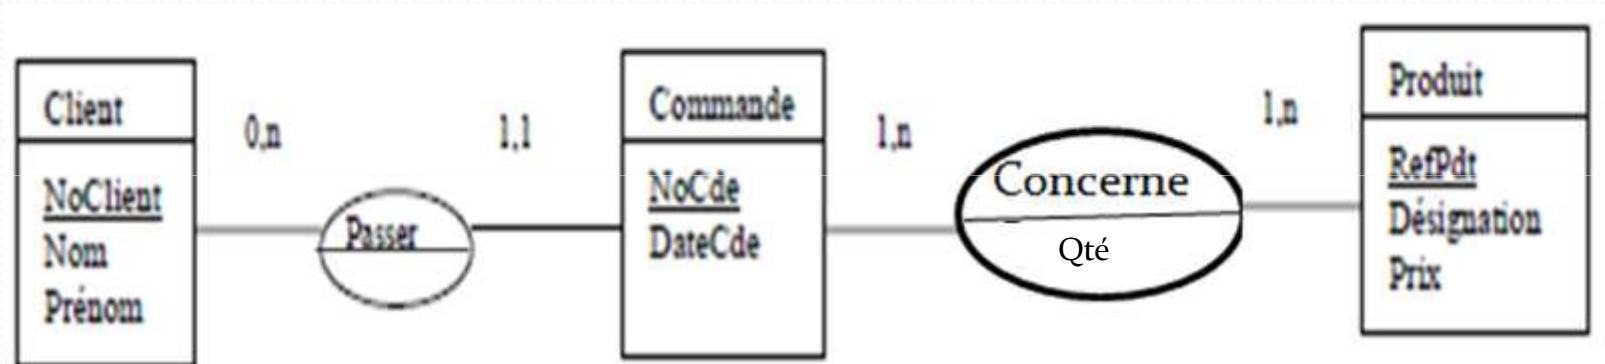 Client
NoClient
Nom
Prénom
0,n
Passer
1,1
Commande
NoCde
DateCde
1,n
Concerne
Qté
1,n
Produit
RefPdt
Désignation
Prix